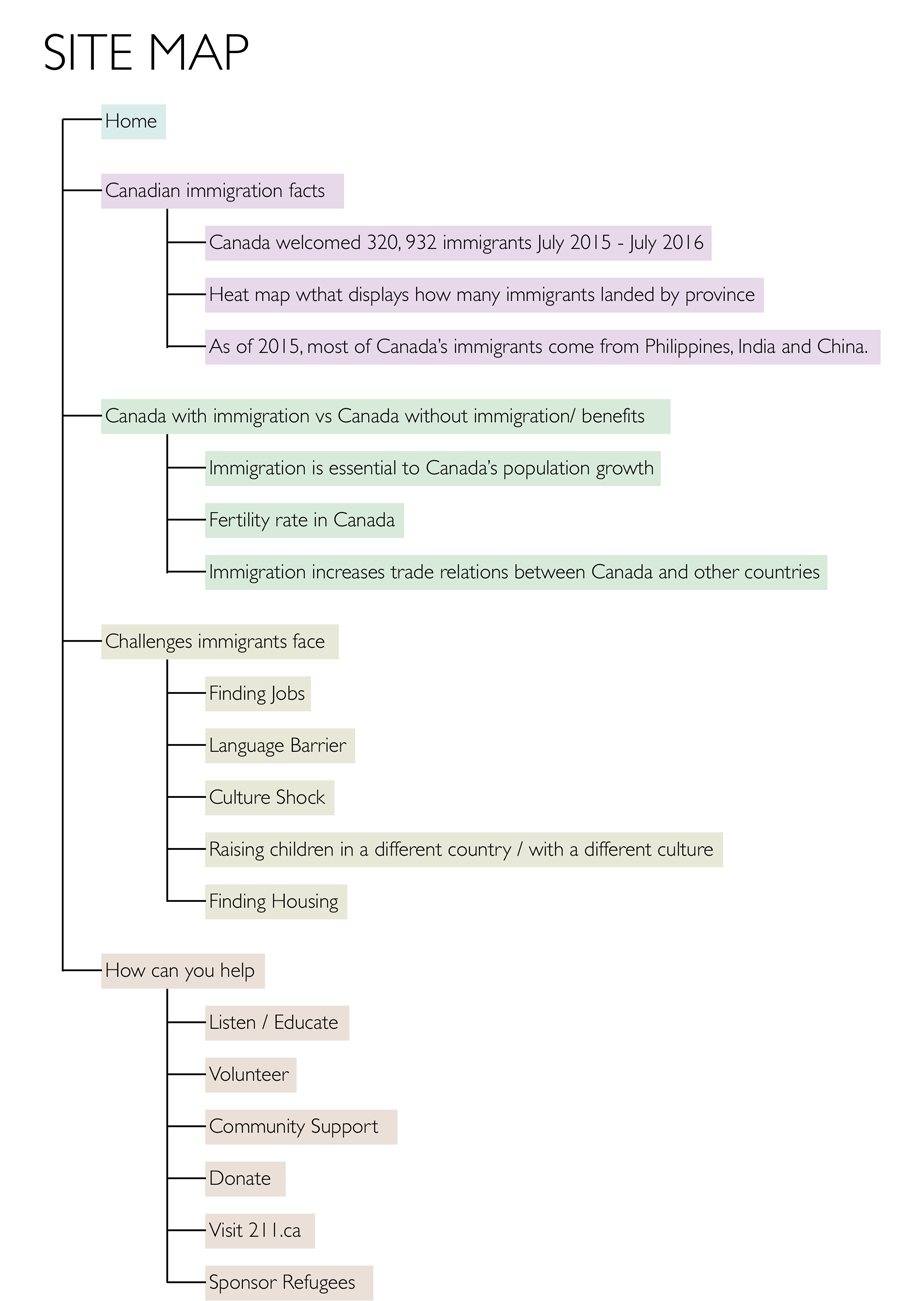 SITE MAP
Home
Canadian immigration facts
Canada welcomed 320, 932 immigrants July 2015 - July 2016
Heat map wthat displays how many immigrants landed by province
As of 2015, most of Canada's immigrants come from Philippines, India and China.
Canada with immigration vs Canada without immigration/ benefits
Immigration is essential to Canada's population growth
Fertility rate in Canada
Immigration increases trade relations between Canada and other countries
Challenges immigrants face
Finding Jobs
Language Barrier
Culture Shock
Raising children in a different country / with a different culture
Finding Housing
How can you help
Listen / Educate
Volunteer
Community Support
Donate
Visit 211.ca
Sponsor Refugees